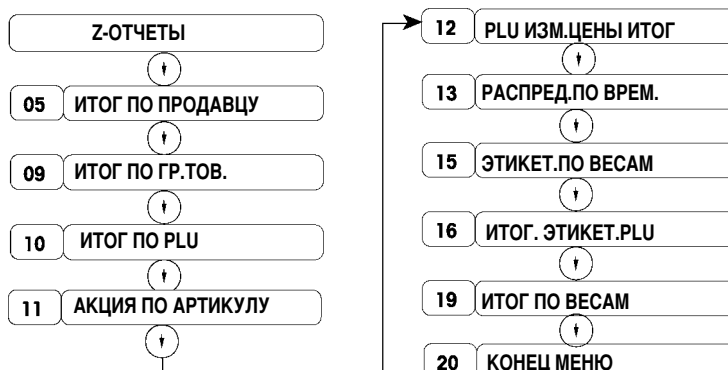 Z-ОТЧЕТЫ
05 ИТОГ ПО ПРОДАВЦУ
09 ИТОГ ПО ГР.ТОВ.
10 ИТОГ ПО PLU
11 АКЦИЯ ПО АРТИКУЛУ
12 PLU ИЗМ.ЦЕНЫ ИТОГ
13 РАСПРЕД.ПО ВРЕМ.
15 ЭТИКЕТ.ПО ВЕСАМ
16 ИТОГ. ЭТИКЕТ.PLU
19 ИТОГ ПО ВЕСАМ
20 КОНЕЦ МЕНЮ